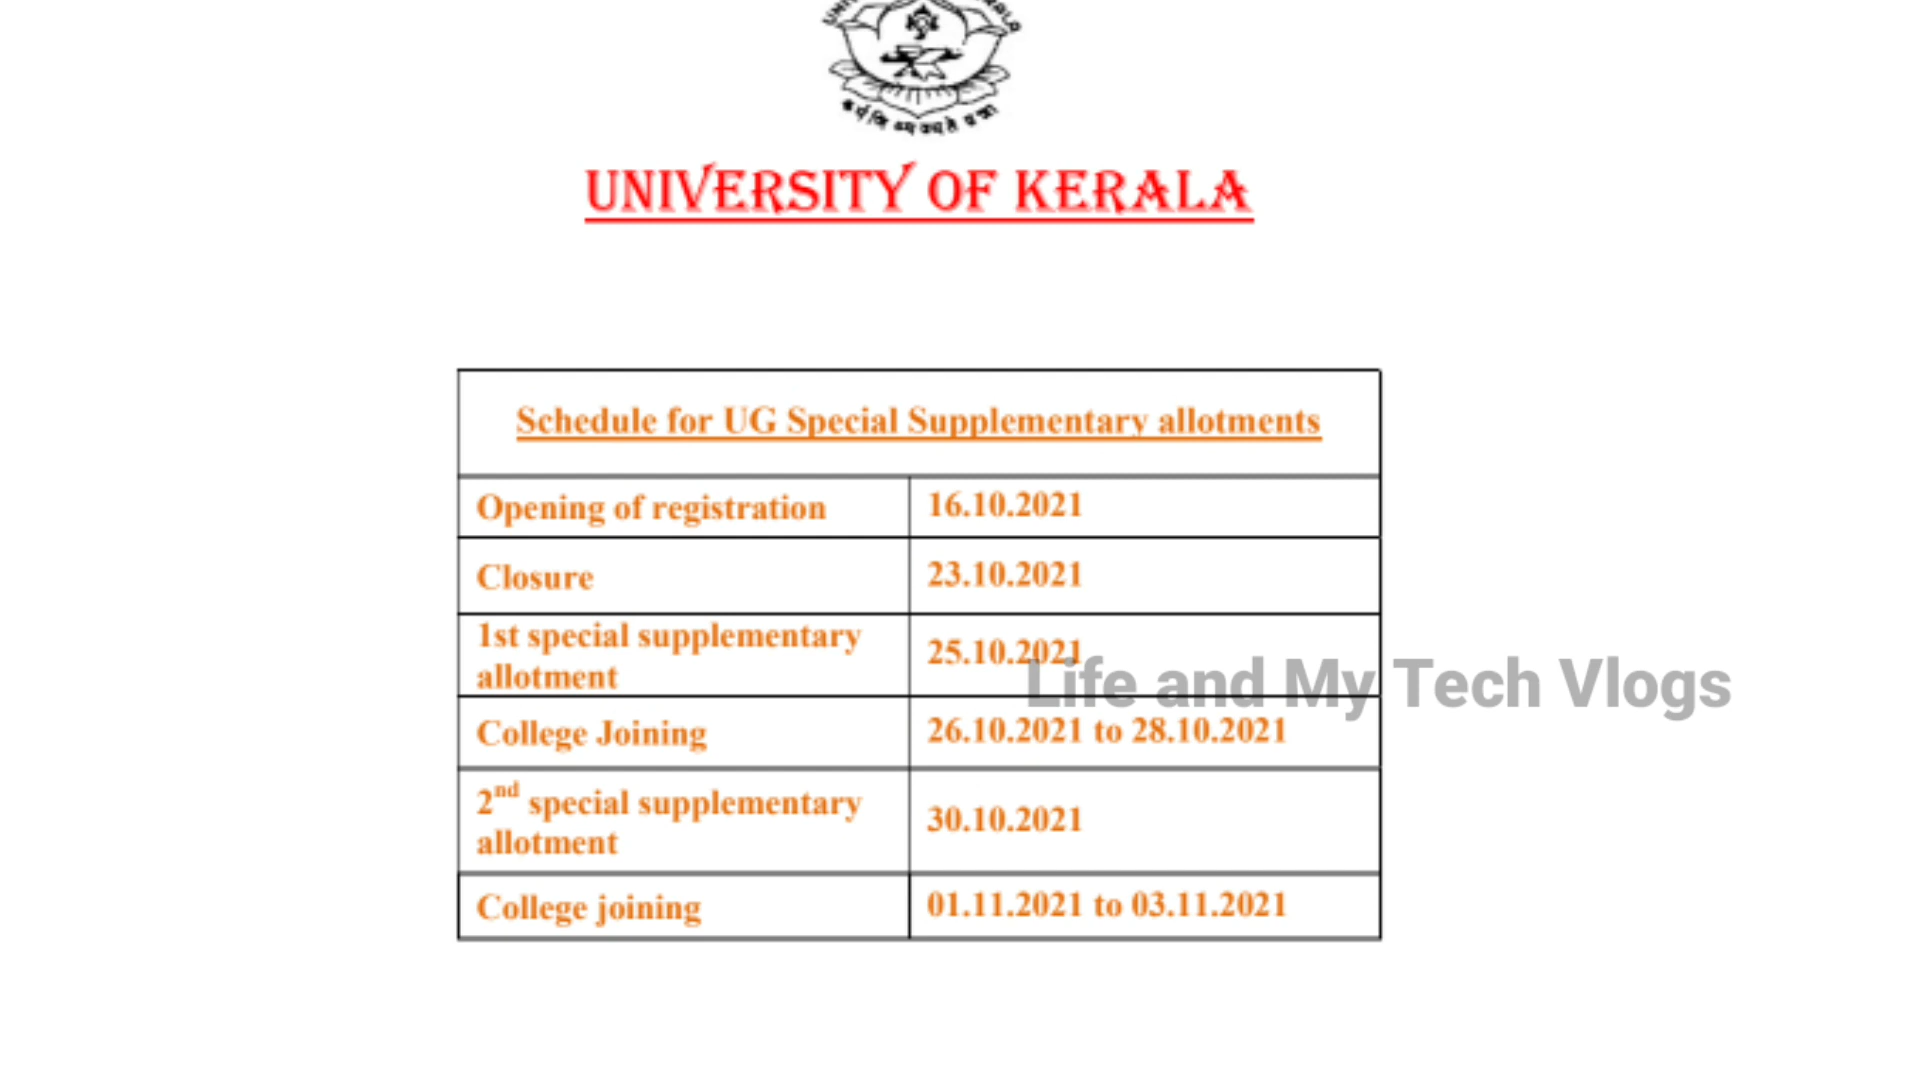 UNIVERSITY OF KERALA
Schedule for UG Special Supplementary allotments
Opening of registration 16.10.2021
Closure 23.10.2021
1st special supplementary
allotment 25.10.2021
Life and My Tech Vlogs
College Joining 26.10.2021 to 28.10.2021
2nd special supplementary
allotment 30.10.2021
College joining 01.11.2021 to 03.11.2021